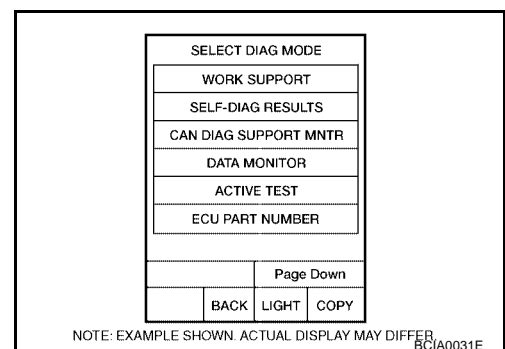 SELECT DIAG MODE
WORK SUPPORT
SELF-DIAG RESULTS
CAN DIAG SUPPORT MNTR
DATA MONITOR
ACTIVE TEST
ECU PART NUMBER
Page Down
BACK LIGHT COPY
NOTE: EXAMPLE SHOWN. ACTUAL DISPLAY MAY DIFFER.
BCIA0031E